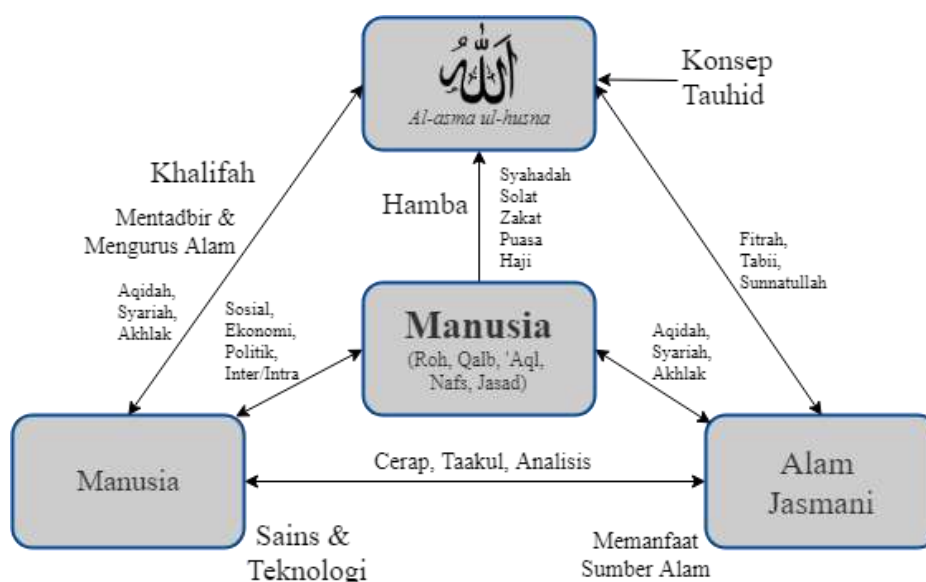 الله
Al-asma ul-husna
Konsep
Tauhid
Khalifah
Mentadbir &
Mengurus Alam
Aqidah,
Syariah,
Akhlak
Hamba
Syahadah
Solat
Zakat
Puasa
Haji
Fitrah,
Tabii,
Sunnatullah
Sosial,
Ekonomi,
Politik,
Inter/Intra
Manusia
(Roh, Qalb, 'Aql,
Nafs, Jasad)
Aqidah,
Syariah,
Akhlak
Manusia
Cerap, Taakul, Analisis
Alam
Jasmani
Sains &
Teknologi
Memanfaat
Sumber Alam